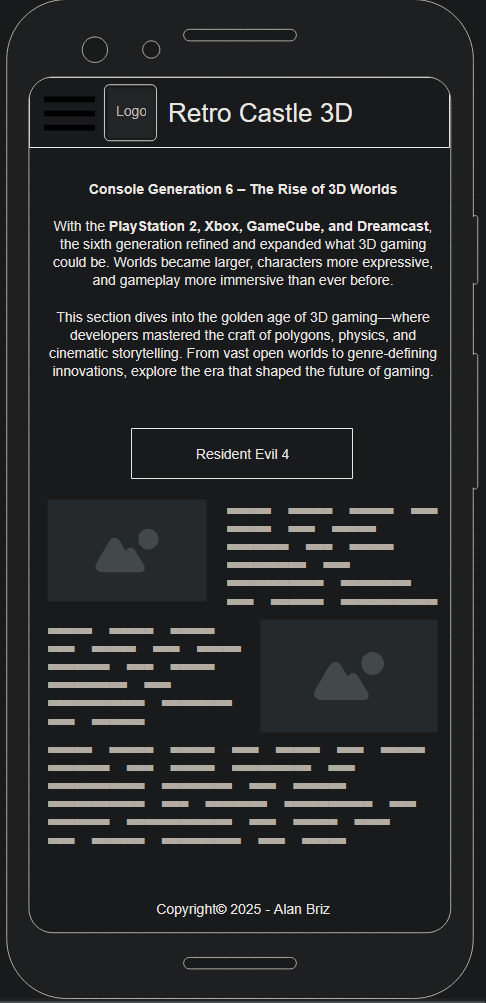 Logo
Retro Castle 3D
Console Generation 6 – The Rise of 3D Worlds
With the PlayStation 2, Xbox, GameCube, and Dreamcast,
the sixth generation refined and expanded what 3D gaming
could be. Worlds became larger, characters more expressive,
and gameplay more immersive than ever before.
This section dives into the golden age of 3D gaming—where
developers mastered the craft of polygons, physics, and
cinematic storytelling. From vast open worlds to genre-defining
innovations, explore the era that shaped the future of gaming.
Resident Evil 4
Copyright© 2025 - Alan Briz